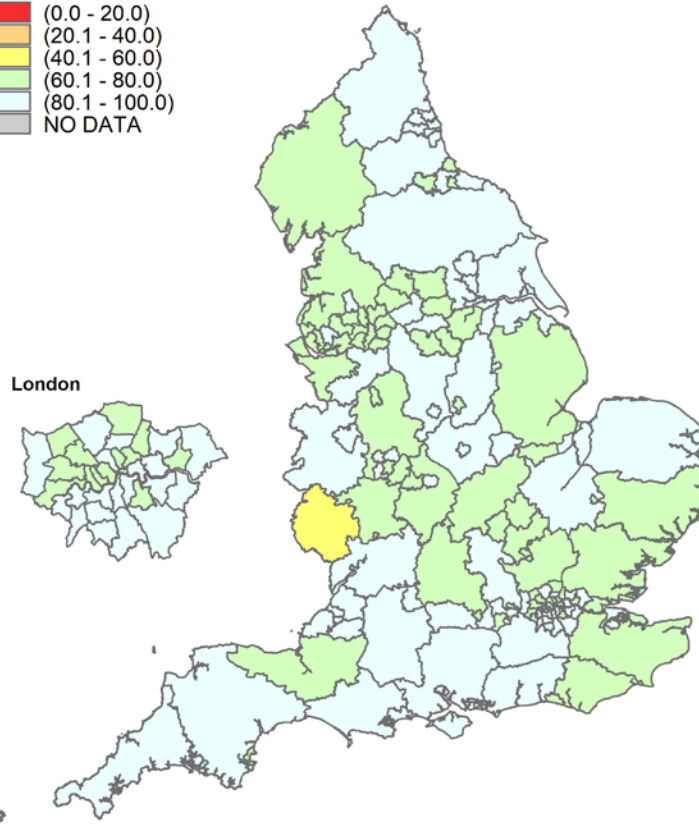 (0.0 - 20.0)
(20.1 - 40.0)
(40.1 - 60.0)
(60.1 - 80.0)
(80.1 - 100.0)
NO DATA
London